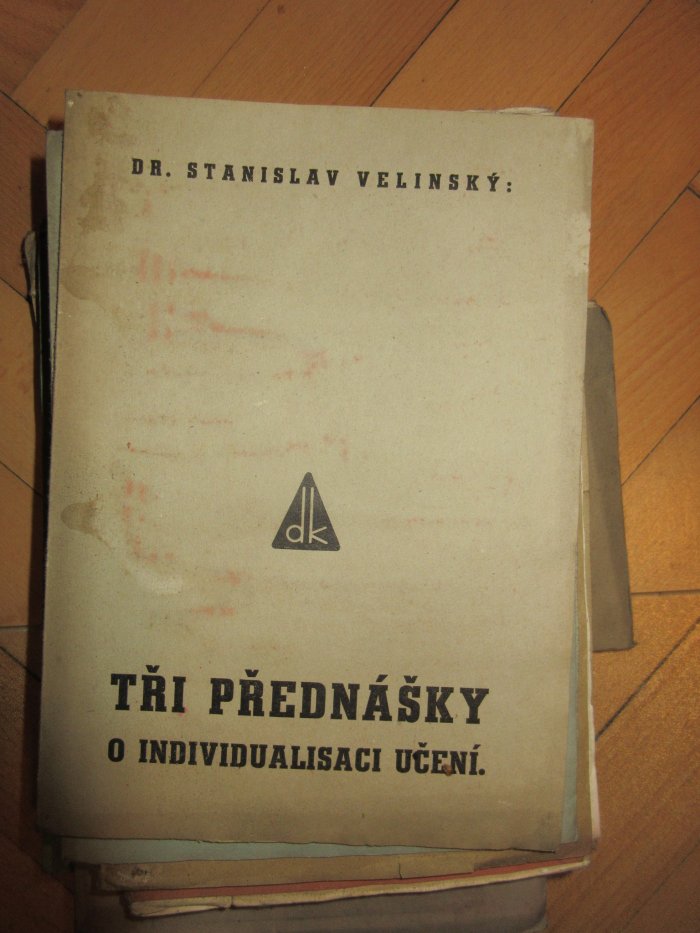 DR. STANISLAV VELINSKÝ:
dk
TŘI PŘEDNÁŠKY
O INDIVIDUALISACI UČENÍ.